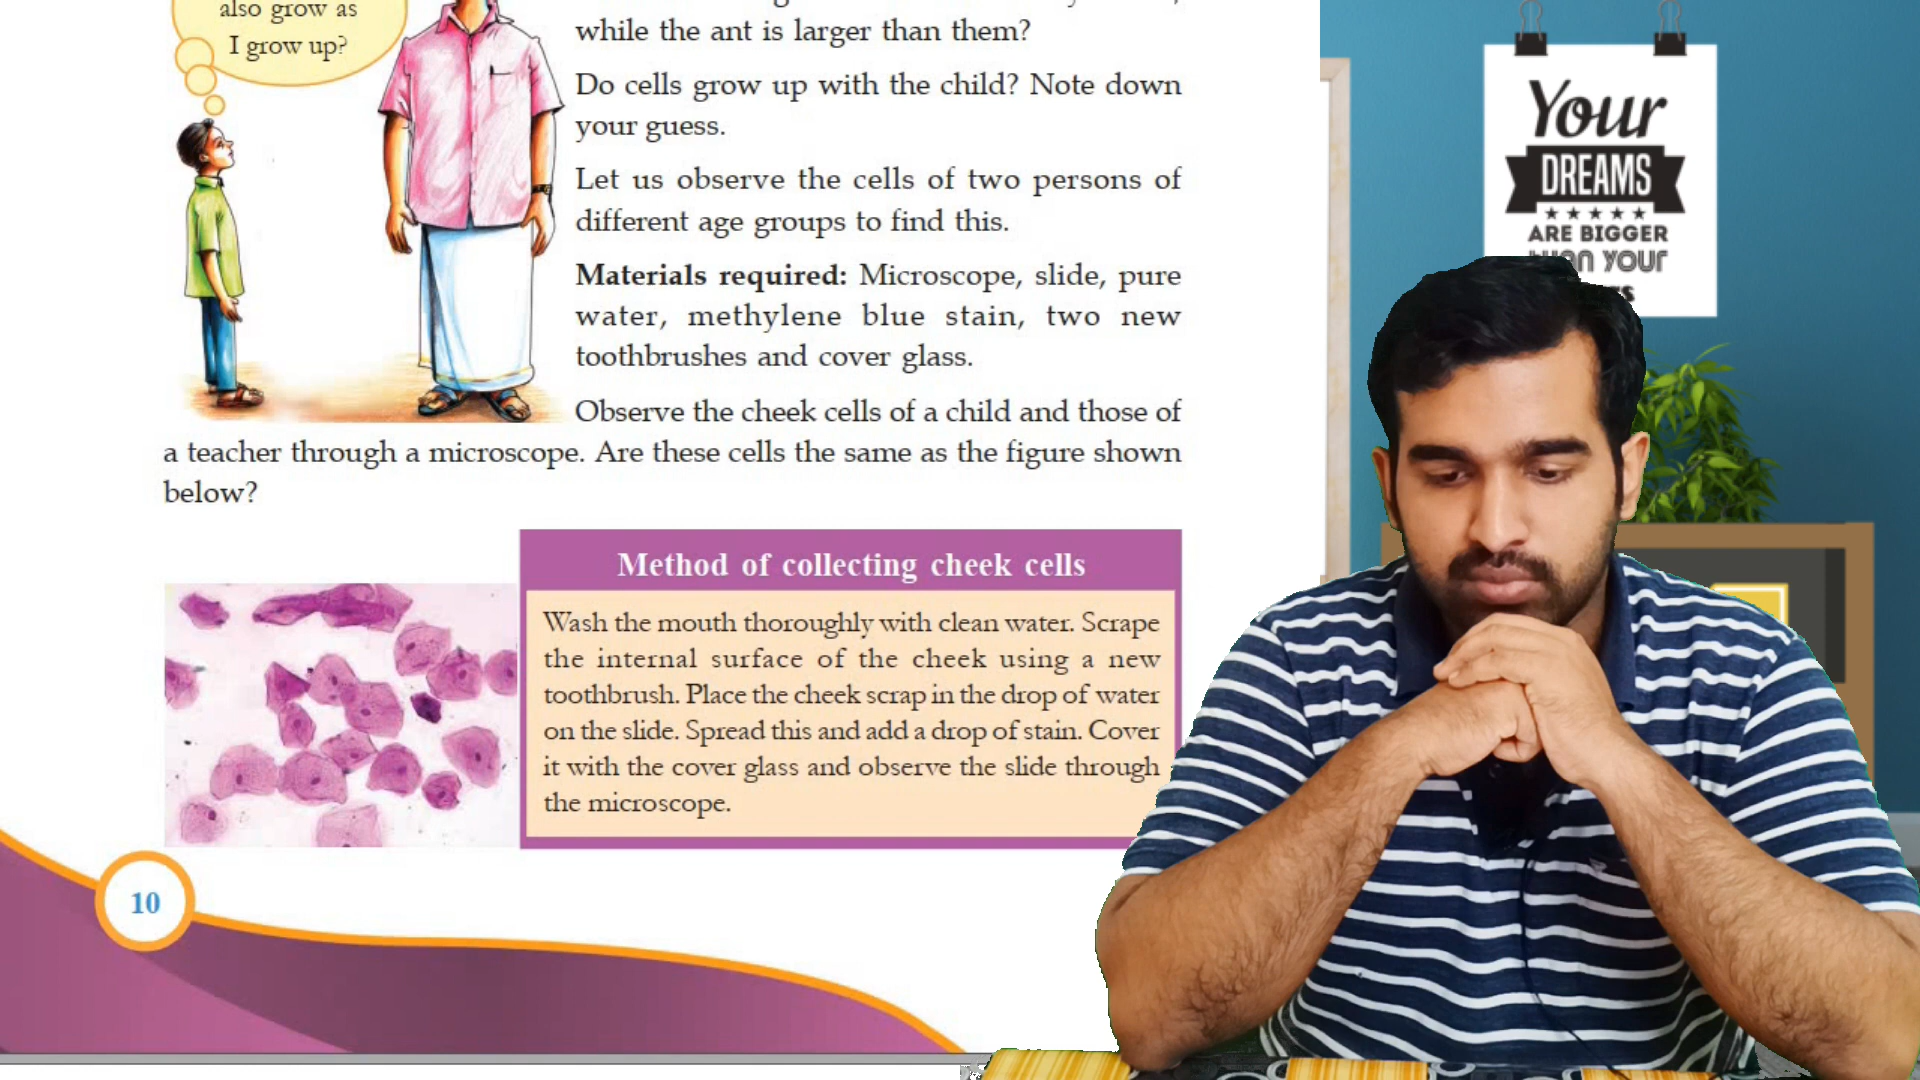 also grow as
I grow up?
while the ant is larger than them?
Do cells grow up with the child? Note down
your guess.
Let us observe the cells of two persons of
different age groups to find this.
Materials required: Microscope, slide, pure
water, methylene blue stain, two new
toothbrushes and cover glass.
Observe the cheek cells of a child and those of
a teacher through a microscope. Are these cells the same as the figure shown
below?
Method of collecting cheek cells
Wash the mouth thoroughly with clean water. Scrape
the internal surface of the cheek using a new
toothbrush. Place the cheek scrap in the drop of water
on the slide. Spread this and add a drop of stain. Cover
it with the cover glass and observe the slide through
the microscope.
10
Your
DREAMS
ARE BIGGER
THAN YOUR